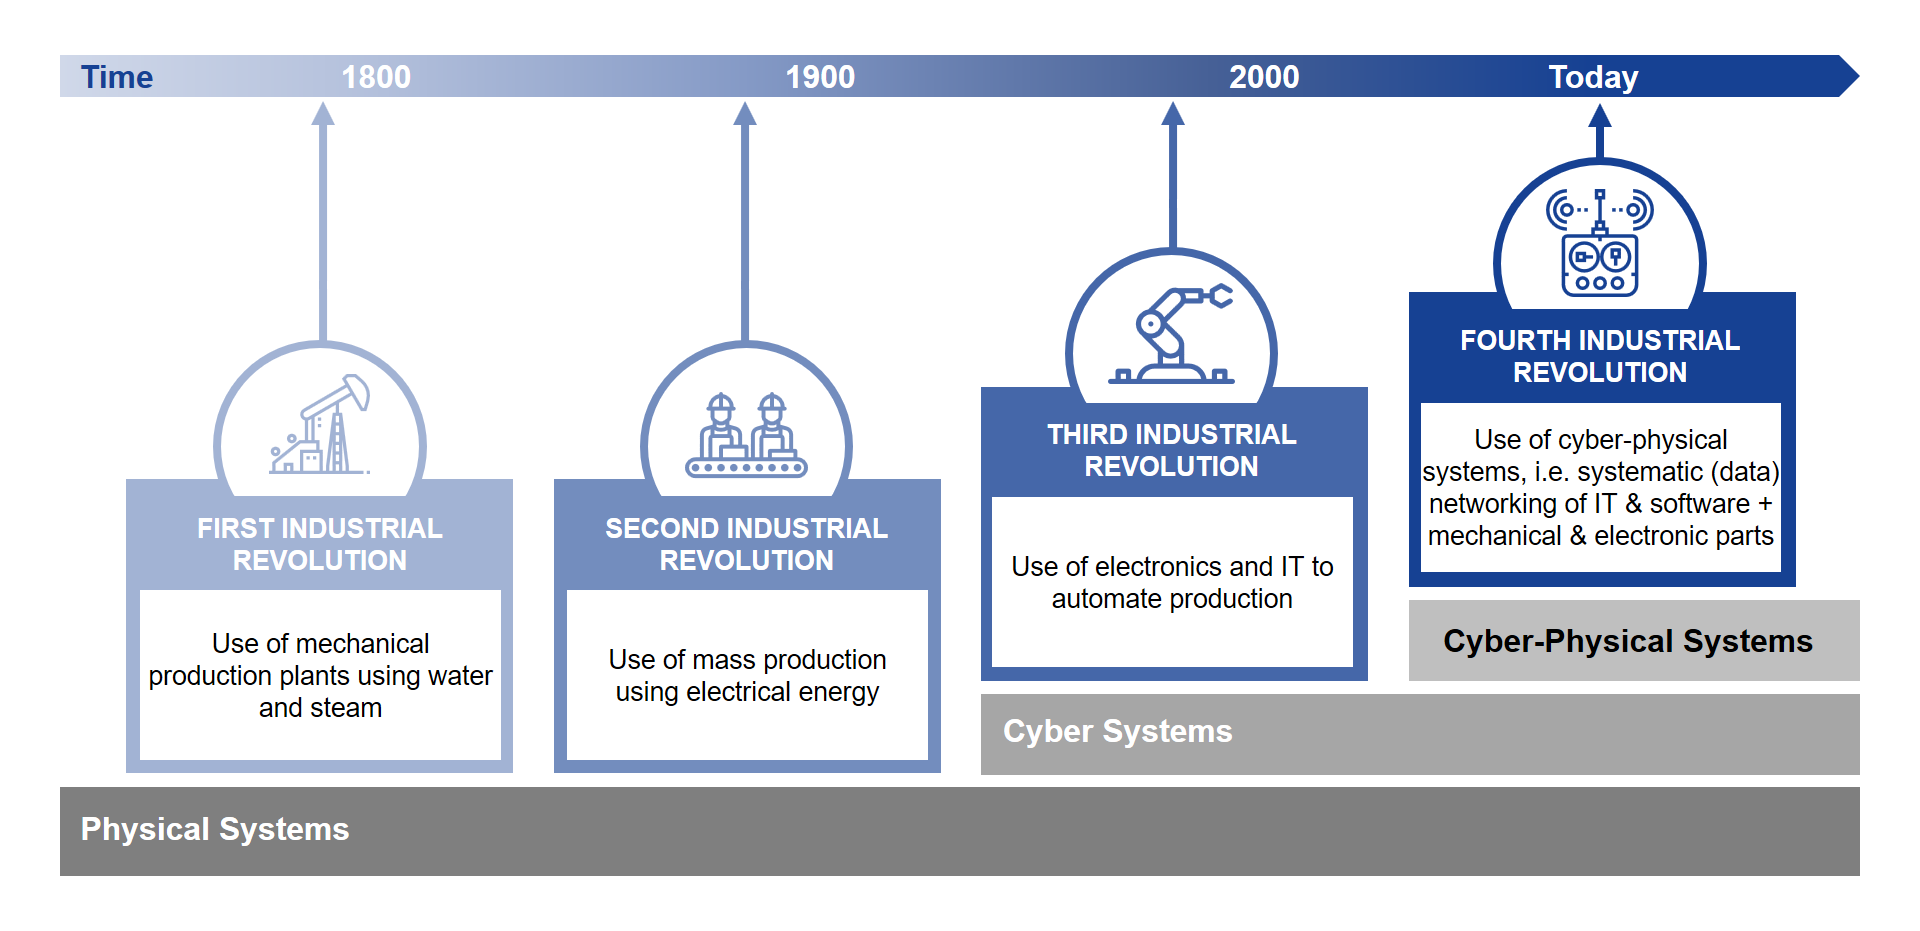 Time 1800 1900 2000 Today
FIRST INDUSTRIAL
REVOLUTION
Use of mechanical
production plants using water
and steam
SECOND INDUSTRIAL
REVOLUTION
Use of mass production
using electrical energy
THIRD INDUSTRIAL
REVOLUTION
Use of electronics and IT to
automate production
FOURTH INDUSTRIAL
REVOLUTION
Use of cyber-physical
systems, i.e. systematic (data)
networking of IT & software +
mechanical & electronic parts
Cyber-Physical Systems
Cyber Systems
Physical Systems